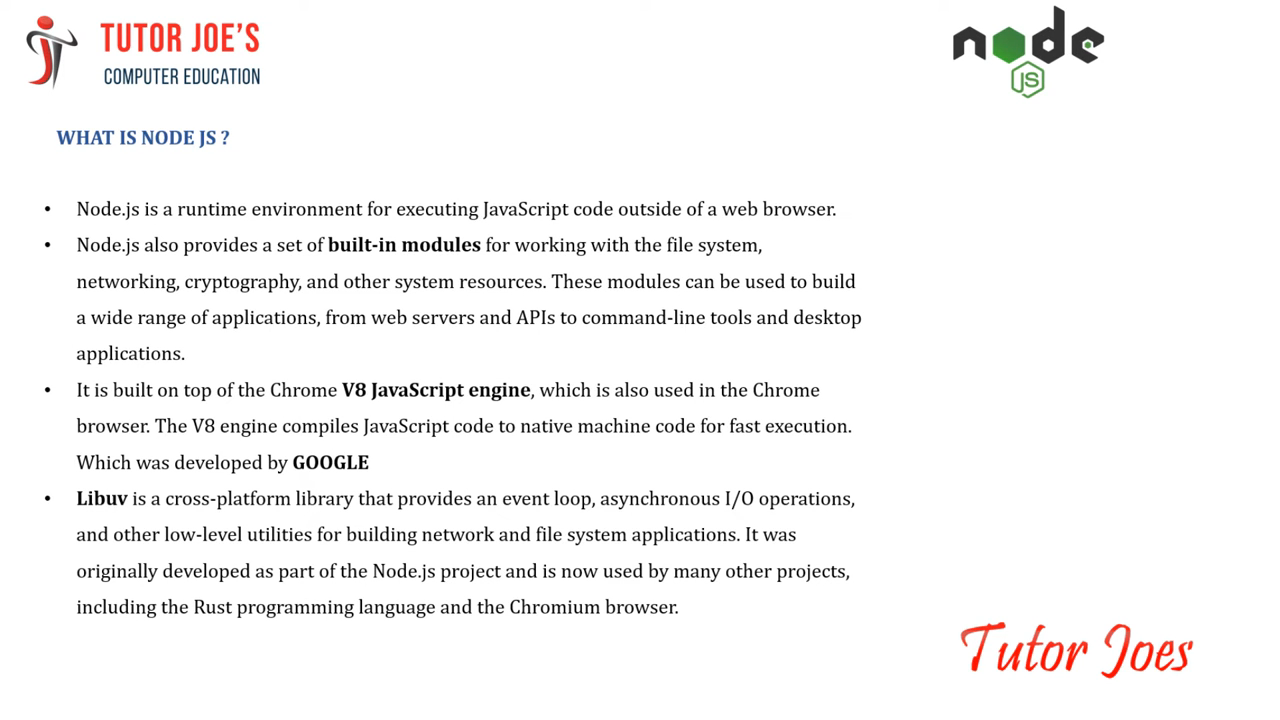 TUTOR JOE'S
COMPUTER EDUCATION
node
JS
WHAT IS NODE JS ?
• Node.js is a runtime environment for executing JavaScript code outside of a web browser.
• Node.js also provides a set of built-in modules for working with the file system,
networking, cryptography, and other system resources. These modules can be used to build
a wide range of applications, from web servers and APIs to command-line tools and desktop
applications.
• It is built on top of the Chrome V8 JavaScript engine, which is also used in the Chrome
browser. The V8 engine compiles JavaScript code to native machine code for fast execution.
Which was developed by GOOGLE
• Libuv is a cross-platform library that provides an event loop, asynchronous I/O operations,
and other low-level utilities for building network and file system applications. It was
originally developed as part of the Node.js project and is now used by many other projects,
including the Rust programming language and the Chromium browser.
Tutor Joes